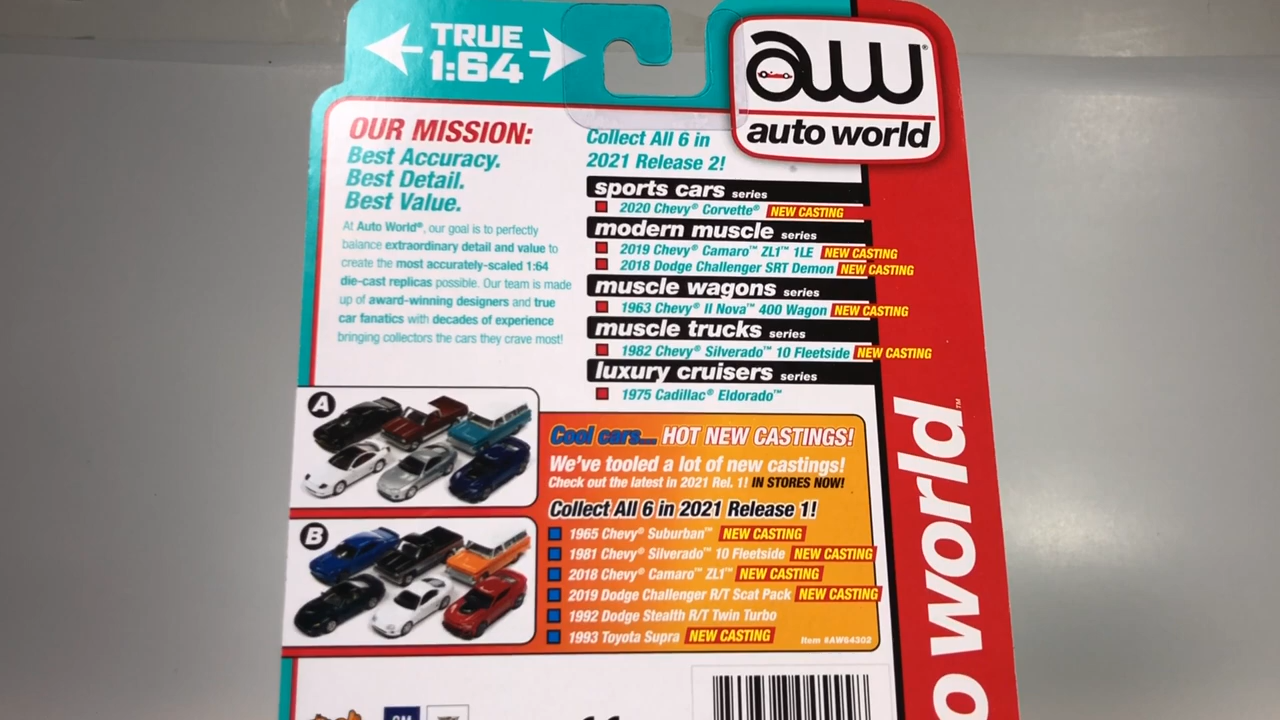 TRUE
1:64
aw®
auto world
OUR MISSION:
Best Accuracy.
Best Detail.
Best Value.
At Auto World®, our goal is to perfectly
balance extraordinary detail and value to
create the most accurately-scaled 1:64
die-cast replicas possible. Our team is made
up of award-winning designers and true
car fanatics with decades of experience
bringing collectors the cars they crave most!
Collect All 6 in
2021 Release 2!
sports cars series
2020 Chevy® Corvette® NEW CASTING
modern muscle series
2019 Chevy® Camaro™ ZL1™ 1LE NEW CASTING
2018 Dodge Challenger SRT Demon NEW CASTING
muscle wagons series
1963 Chevy® II Nova™ 400 Wagon NEW CASTING
muscle trucks series
1982 Chevy® Silverado™ 10 Fleetside NEW CASTING
luxury cruisers series
1975 Cadillac® Eldorado™
A
B
Cool cars.... HOT NEW CASTINGS!
We've tooled a lot of new castings!
Check out the latest in 2021 Rel. 1! IN STORES NOW!
Collect All 6 in 2021 Release 1!
1965 Chevy® Suburban™ NEW CASTING
1981 Chevy® Silverado™ 10 Fleetside NEW CASTING
2018 Chevy® Camaro™ ZL1™ NEW CASTING
2019 Dodge Challenger R/T Scat Pack NEW CASTING
1992 Dodge Stealth R/T Twin Turbo
1993 Toyota Supra NEW CASTING
Item #AW64302
o world™
GM